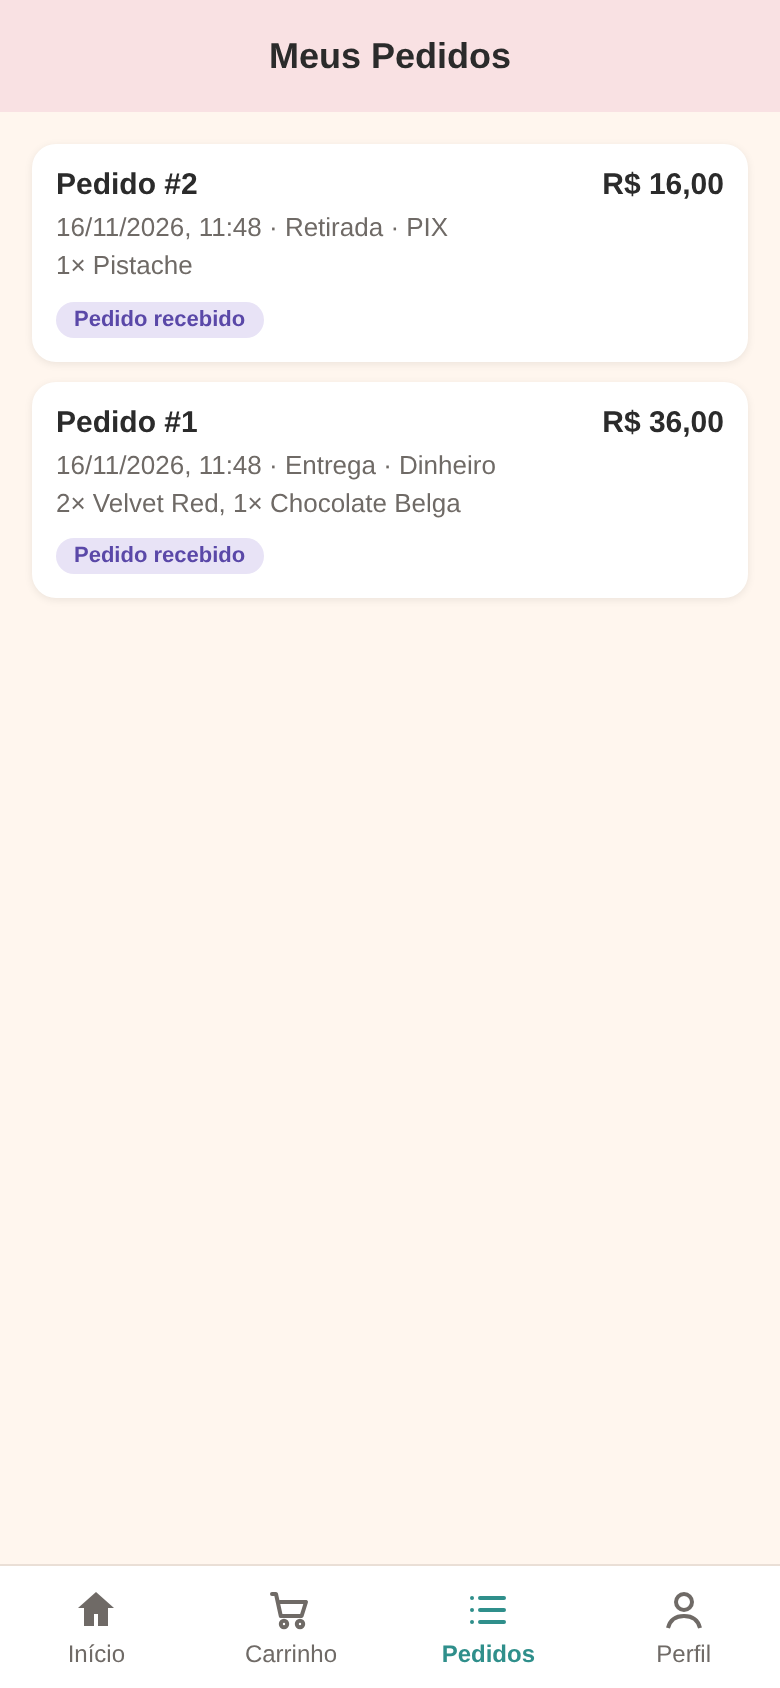 Meus Pedidos
Pedido #2 R$ 16,00
16/11/2026, 11:48 · Retirada · PIX
1× Pistache
Pedido recebido
Pedido #1 R$ 36,00
16/11/2026, 11:48 · Entrega · Dinheiro
2× Velvet Red, 1× Chocolate Belga
Pedido recebido
Início Carrinho Pedidos Perfil